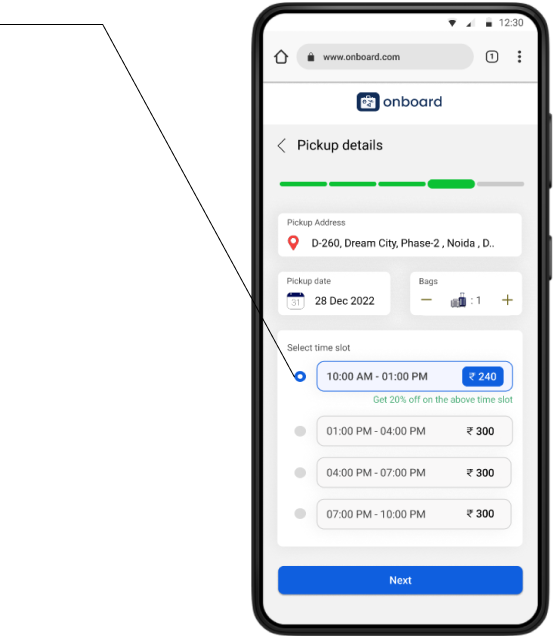 12:30
www.onboard.com
1
onboard
Pickup details
Pickup Address
D-260, Dream City, Phase-2 , Noida , D..
Pickup date
Bags
31
28 Dec 2022
− : 1 +
Select time slot
10:00 AM - 01:00 PM ₹ 240
Get 20% off on the above time slot
01:00 PM - 04:00 PM ₹ 300
04:00 PM - 07:00 PM ₹ 300
07:00 PM - 10:00 PM ₹ 300
Next